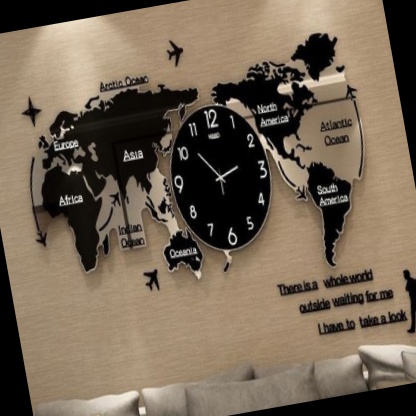 Arctic Ocean
Europe
Asia
Africa
Indian
Ocean
Oceania
12
1
2
3
4
5
6
7
8
9
10
11
North
America
Atlantic
Ocean
South
America
There is a whole world
outside waiting for me
I have to take a look